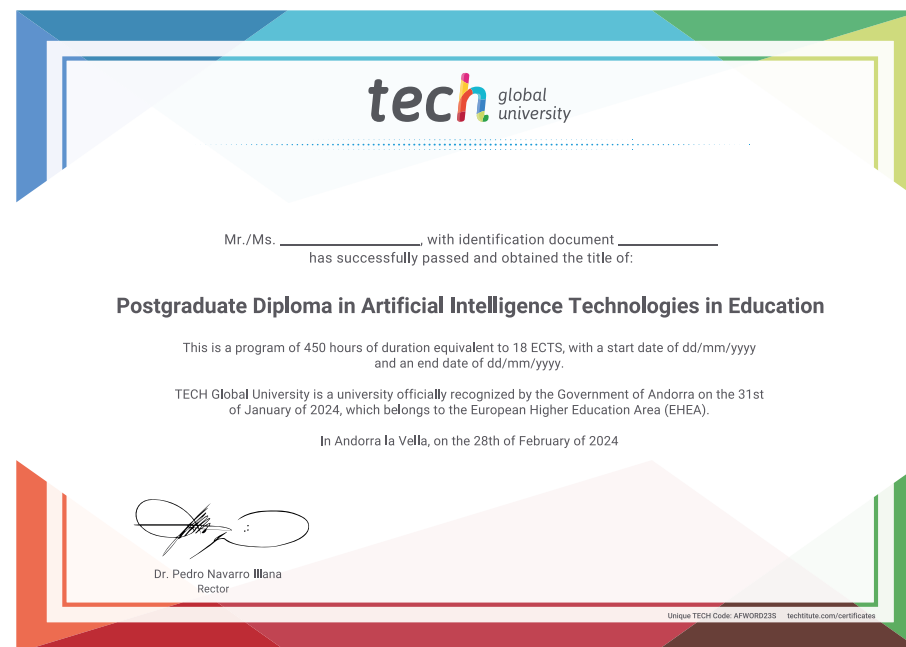 tech global university
Mr./Ms. ____________________, with identification document ______________
has successfully passed and obtained the title of:
Postgraduate Diploma in Artificial Intelligence Technologies in Education
This is a program of 450 hours of duration equivalent to 18 ECTS, with a start date of dd/mm/yyyy
and an end date of dd/mm/yyyy.
TECH Global University is a university officially recognized by the Government of Andorra on the 31st
of January of 2024, which belongs to the European Higher Education Area (EHEA).
In Andorra la Vella, on the 28th of February of 2024
Dr. Pedro Navarro Illana
Rector
Unique TECH Code: AFWORD23S techtitute.com/certificates